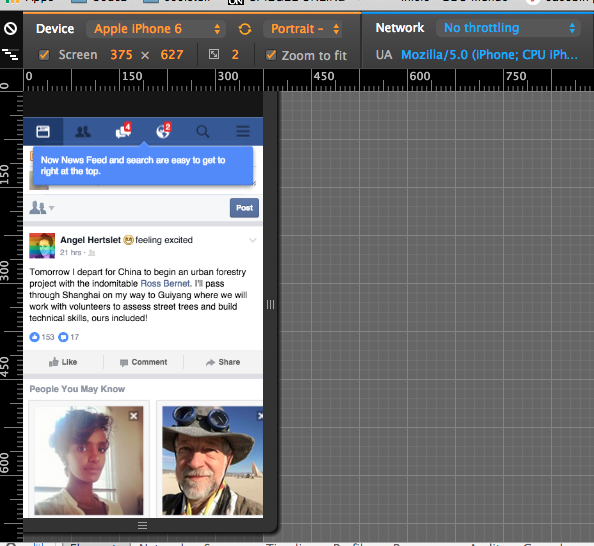 Device Apple iPhone 6 Portrait – Network No throttling
Screen 375 × 627 2 Zoom to fit UA Mozilla/5.0 (iPhone; CPU iPh...
0 150 300 450 600 750
0
150
300
450
600
4 2
Now News Feed and search are easy to get to
right at the top.
Post
Angel Hertslet feeling excited
21 hrs ·
Tomorrow I depart for China to begin an urban forestry
project with the indomitable Ross Bernet. I'll pass
through Shanghai on my way to Guiyang where we will
work with volunteers to assess street trees and build
technical skills, ours included!
153 17
Like Comment Share
People You May Know